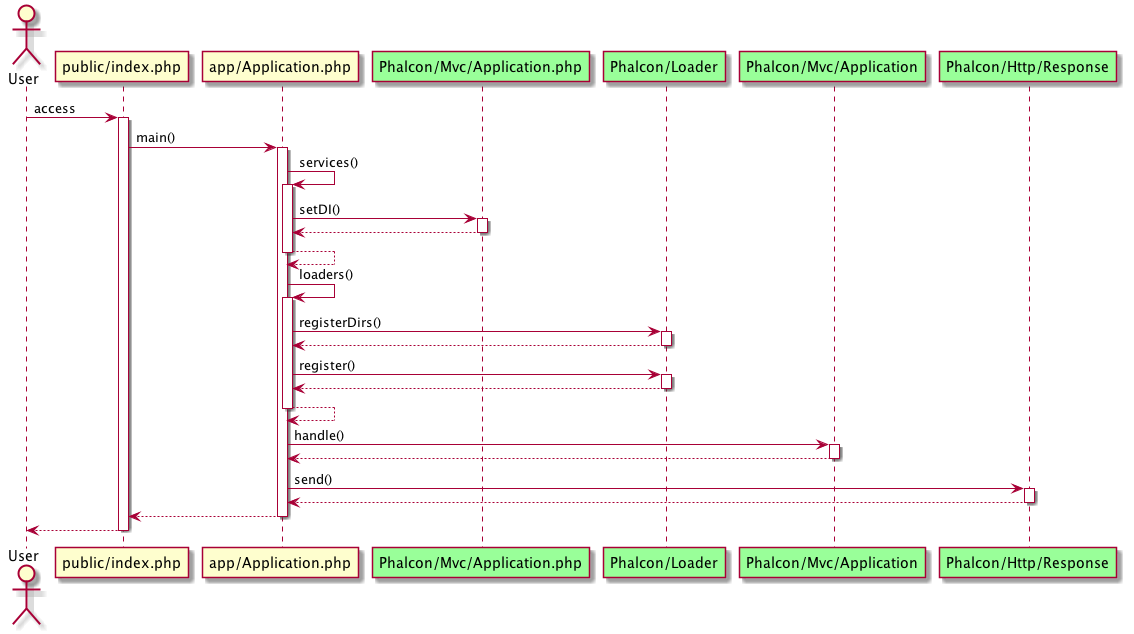 User
public/index.php
app/Application.php
Phalcon/Mvc/Application.php
Phalcon/Loader
Phalcon/Mvc/Application
Phalcon/Http/Response
access
main()
services()
setDI()
loaders()
registerDirs()
register()
handle()
send()
User
public/index.php
app/Application.php
Phalcon/Mvc/Application.php
Phalcon/Loader
Phalcon/Mvc/Application
Phalcon/Http/Response